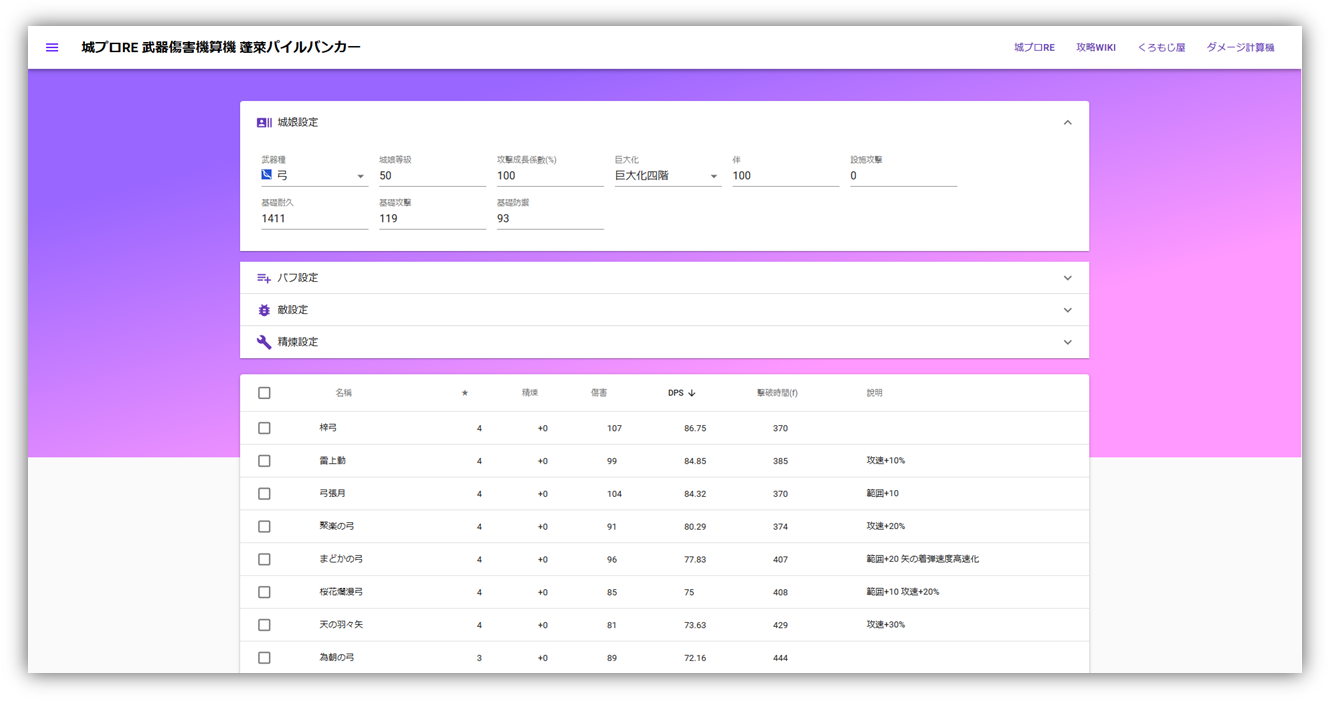 城プロRE 武器傷害機算機 蓬莱パイルバンカー
城プロRE 攻略WIKI くろもじ屋 ダメージ計算機
城娘設定
武器種 城娘等級 攻擊成長係數(%) 巨大化 伴 設施攻擊
弓 50 100 巨大化四階 100 0
基礎耐久 基礎攻擊 基礎防禦
1411 119 93
バフ設定
敵設定
精煉設定
名稱 ★ 精煉 傷害 DPS ↓ 擊破時間(f) 說明
梓弓 4 +0 107 86.75 370
雷上動 4 +0 99 84.85 385 攻速+10%
弓張月 4 +0 104 84.32 370 範囲+10
聚楽の弓 4 +0 91 80.29 374 攻速+20%
まどかの弓 4 +0 96 77.83 407 範囲+20 矢の着弾速度高速化
桜花爛漫弓 4 +0 85 75 408 範囲+10 攻速+20%
天の羽々矢 4 +0 81 73.63 429 攻速+30%
為朝の弓 3 +0 89 72.16 444